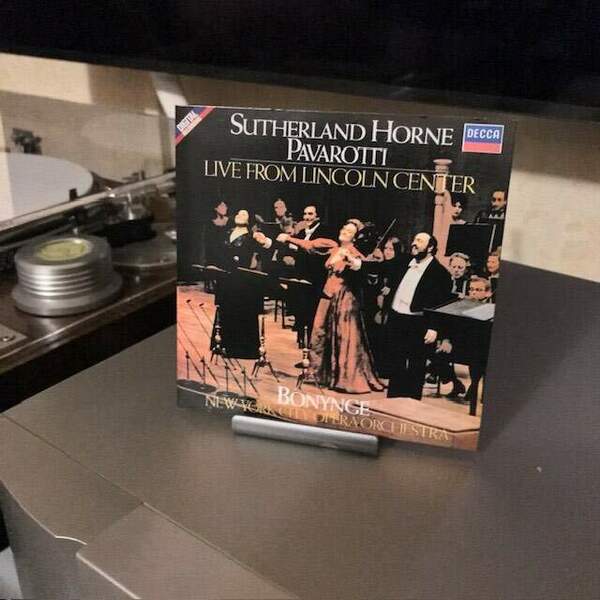 DIGITAL
DECCA
SUTHERLAND HORNE
PAVAROTTI
LIVE FROM LINCOLN CENTER
BONYNGE
NEW YORK CITY OPERA ORCHESTRA